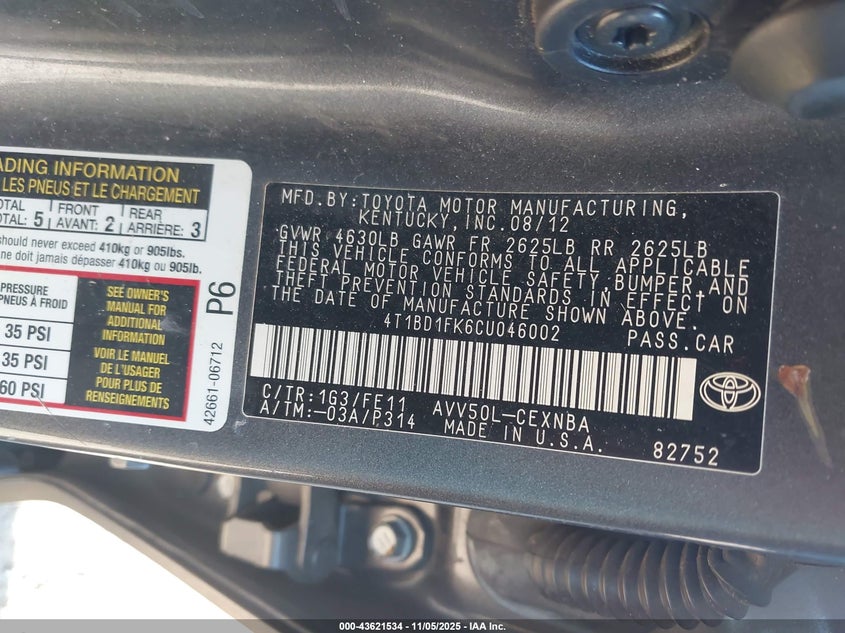 ADING INFORMATION
LES PNEUS ET LE CHARGEMENT
OTAL TOTAL: 5 FRONT AVANT: 2 REAR ARRIÈRE: 3
should never exceed 410kg or 905lbs.
ne doit jamais dépasser 410kg ou 905lb.
PRESSURE
PNEUS À FROID
35 PSI
35 PSI
60 PSI
SEE OWNER'S
MANUAL FOR
ADDITIONAL
INFORMATION
VOIR LE MANUEL
DE L'USAGER
POUR PLUS DE
RENSEIGNEMENTS
42661-06712 P6
MFD.BY:TOYOTA MOTOR MANUFACTURING,
KENTUCKY,INC.08/12
GVWR 4630LB GAWR FR 2625LB RR 2625LB
THIS VEHICLE CONFORMS TO ALL APPLICABLE
FEDERAL MOTOR VEHICLE SAFETY,BUMPER,AND
THEFT PREVENTION STANDARDS IN EFFECT ON
THE DATE OF MANUFACTURE SHOWN ABOVE.
4T1BD1FK6CU046002 PASS.CAR
C/TR:1G3/FE11 AVV50L-CEXNBA
A/TM:-03A/P314 MADE IN U.S.A.
82752
000-43621534 - 11/05/2025 - IAA Inc.